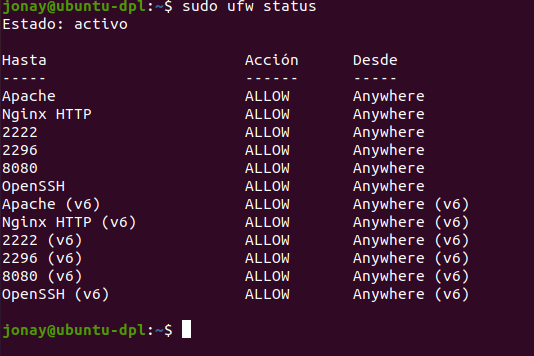 jonay@ubuntu-dpl:~$ sudo ufw status
Estado: activo
Hasta Acción Desde
----- ------ -----
Apache ALLOW Anywhere
Nginx HTTP ALLOW Anywhere
2222 ALLOW Anywhere
2296 ALLOW Anywhere
8080 ALLOW Anywhere
OpenSSH ALLOW Anywhere
Apache (v6) ALLOW Anywhere (v6)
Nginx HTTP (v6) ALLOW Anywhere (v6)
2222 (v6) ALLOW Anywhere (v6)
2296 (v6) ALLOW Anywhere (v6)
8080 (v6) ALLOW Anywhere (v6)
OpenSSH (v6) ALLOW Anywhere (v6)
jonay@ubuntu-dpl:~$